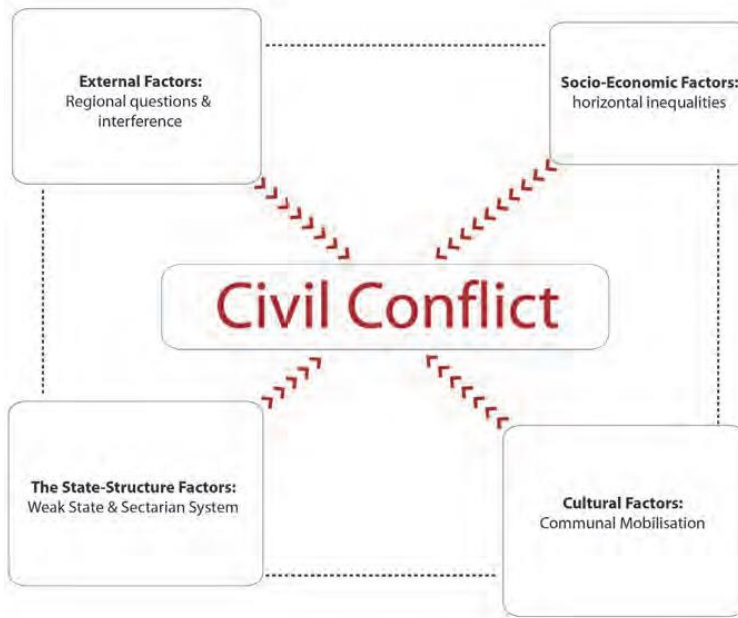 External Factors:
Regional questions &
interference
Socio-Economic Factors:
horizontal inequalities
Civil Conflict
The State-Structure Factors:
Weak State & Sectarian System
Cultural Factors:
Communal Mobilisation